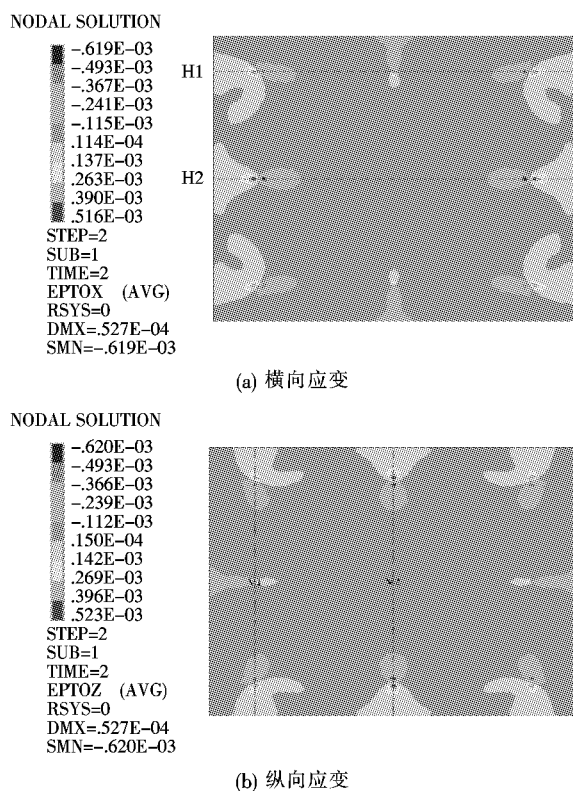 NODAL SOLUTION
-.619E-03
-.493E-03
-.367E-03
-.241E-03
-.115E-03
.114E-04
.137E-03
.263E-03
.390E-03
.516E-03
STEP=2
SUB=1
TIME=2
EPTOX (AVG)
RSYS=0
DMX=.527E-04
SMN=-.619E-03
H1
H2
(a) 横向应变
NODAL SOLUTION
-.620E-03
-.493E-03
-.366E-03
-.239E-03
-.112E-03
.150E-04
.142E-03
.269E-03
.396E-03
.523E-03
STEP=2
SUB=1
TIME=2
EPTOZ (AVG)
RSYS=0
DMX=.527E-04
SMN=-.620E-03
(b) 纵向应变